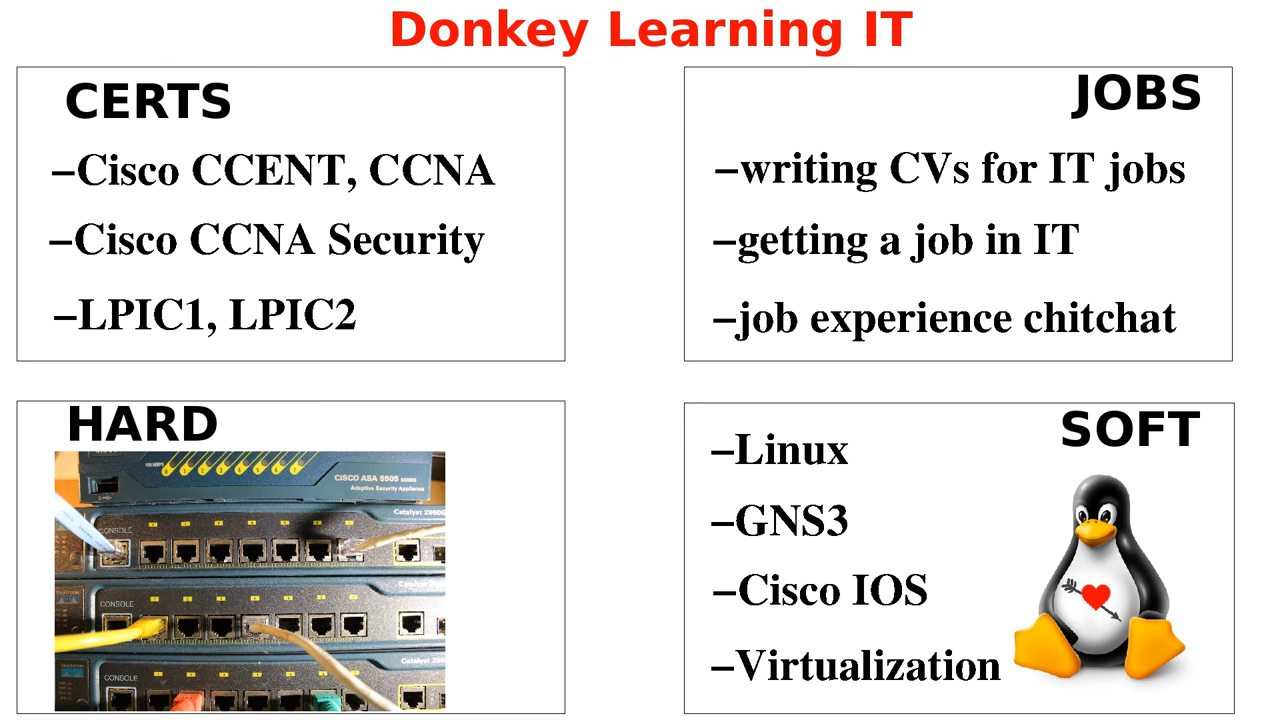 Donkey Learning IT
CERTS
–Cisco CCENT, CCNA
–Cisco CCNA Security
–LPIC1, LPIC2
JOBS
–writing CVs for IT jobs
–getting a job in IT
–job experience chitchat
HARD
CISCO ASA 5505 SERIES
Adaptive Security Appliance
CONSOLE
CONSOLE
CONSOLE
SOFT
–Linux
–GNS3
–Cisco IOS
–Virtualization